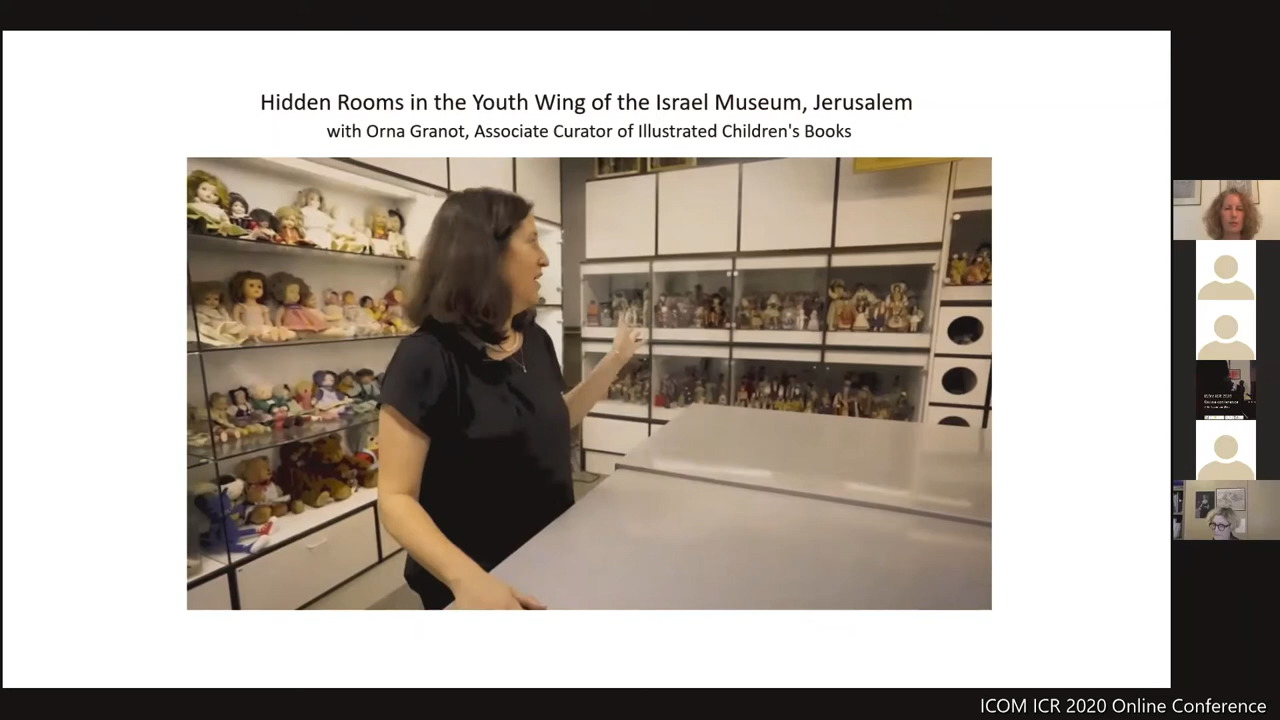 Hidden Rooms in the Youth Wing of the Israel Museum, Jerusalem
with Orna Granot, Associate Curator of Illustrated Children's Books
ICOM ICR 2020 Online Conference